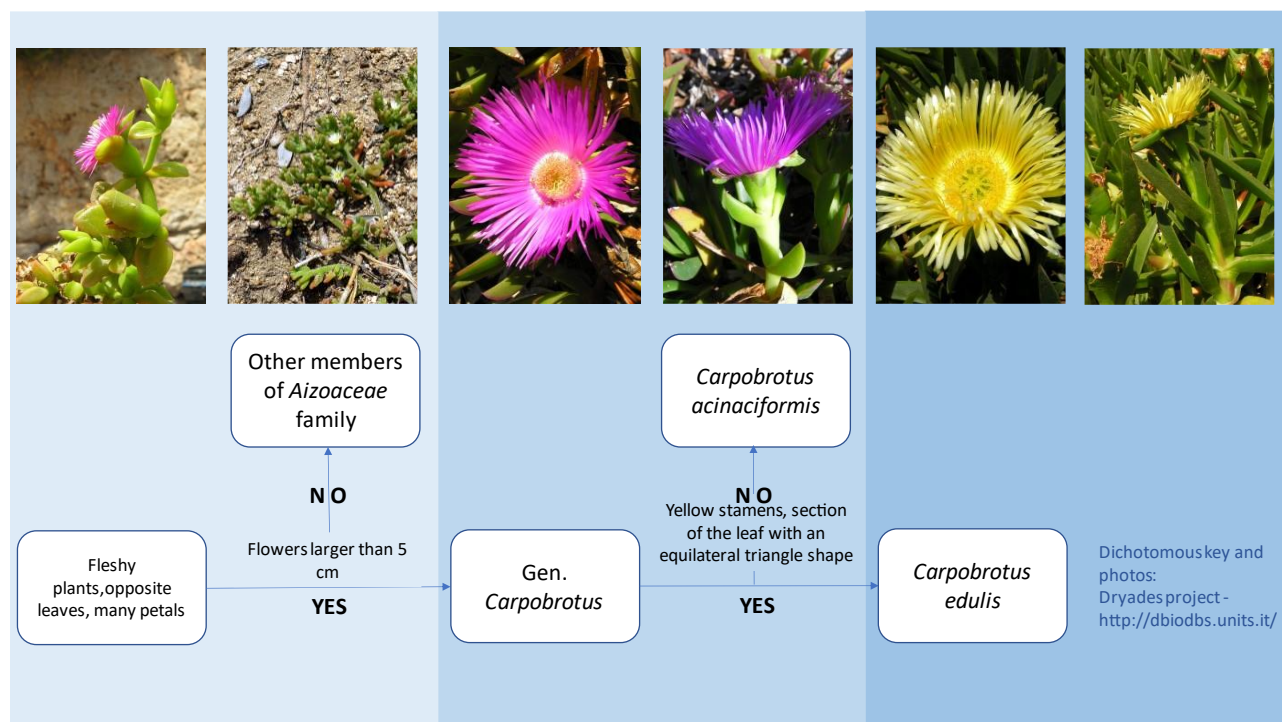 Other members
of Aizoaceae
family
Carpobrotus
acinaciformis
NO
NO
Fleshy
plants, opposite
leaves, many petals
Flowers larger than 5
cm
YES
Gen.
Carpobrotus
Yellow stamens, section
of the leaf with an
equilateral triangle shape
YES
Carpobrotus
edulis
Dichotomous key and
photos:
Dryades project -
http://dbiodbs.units.it/